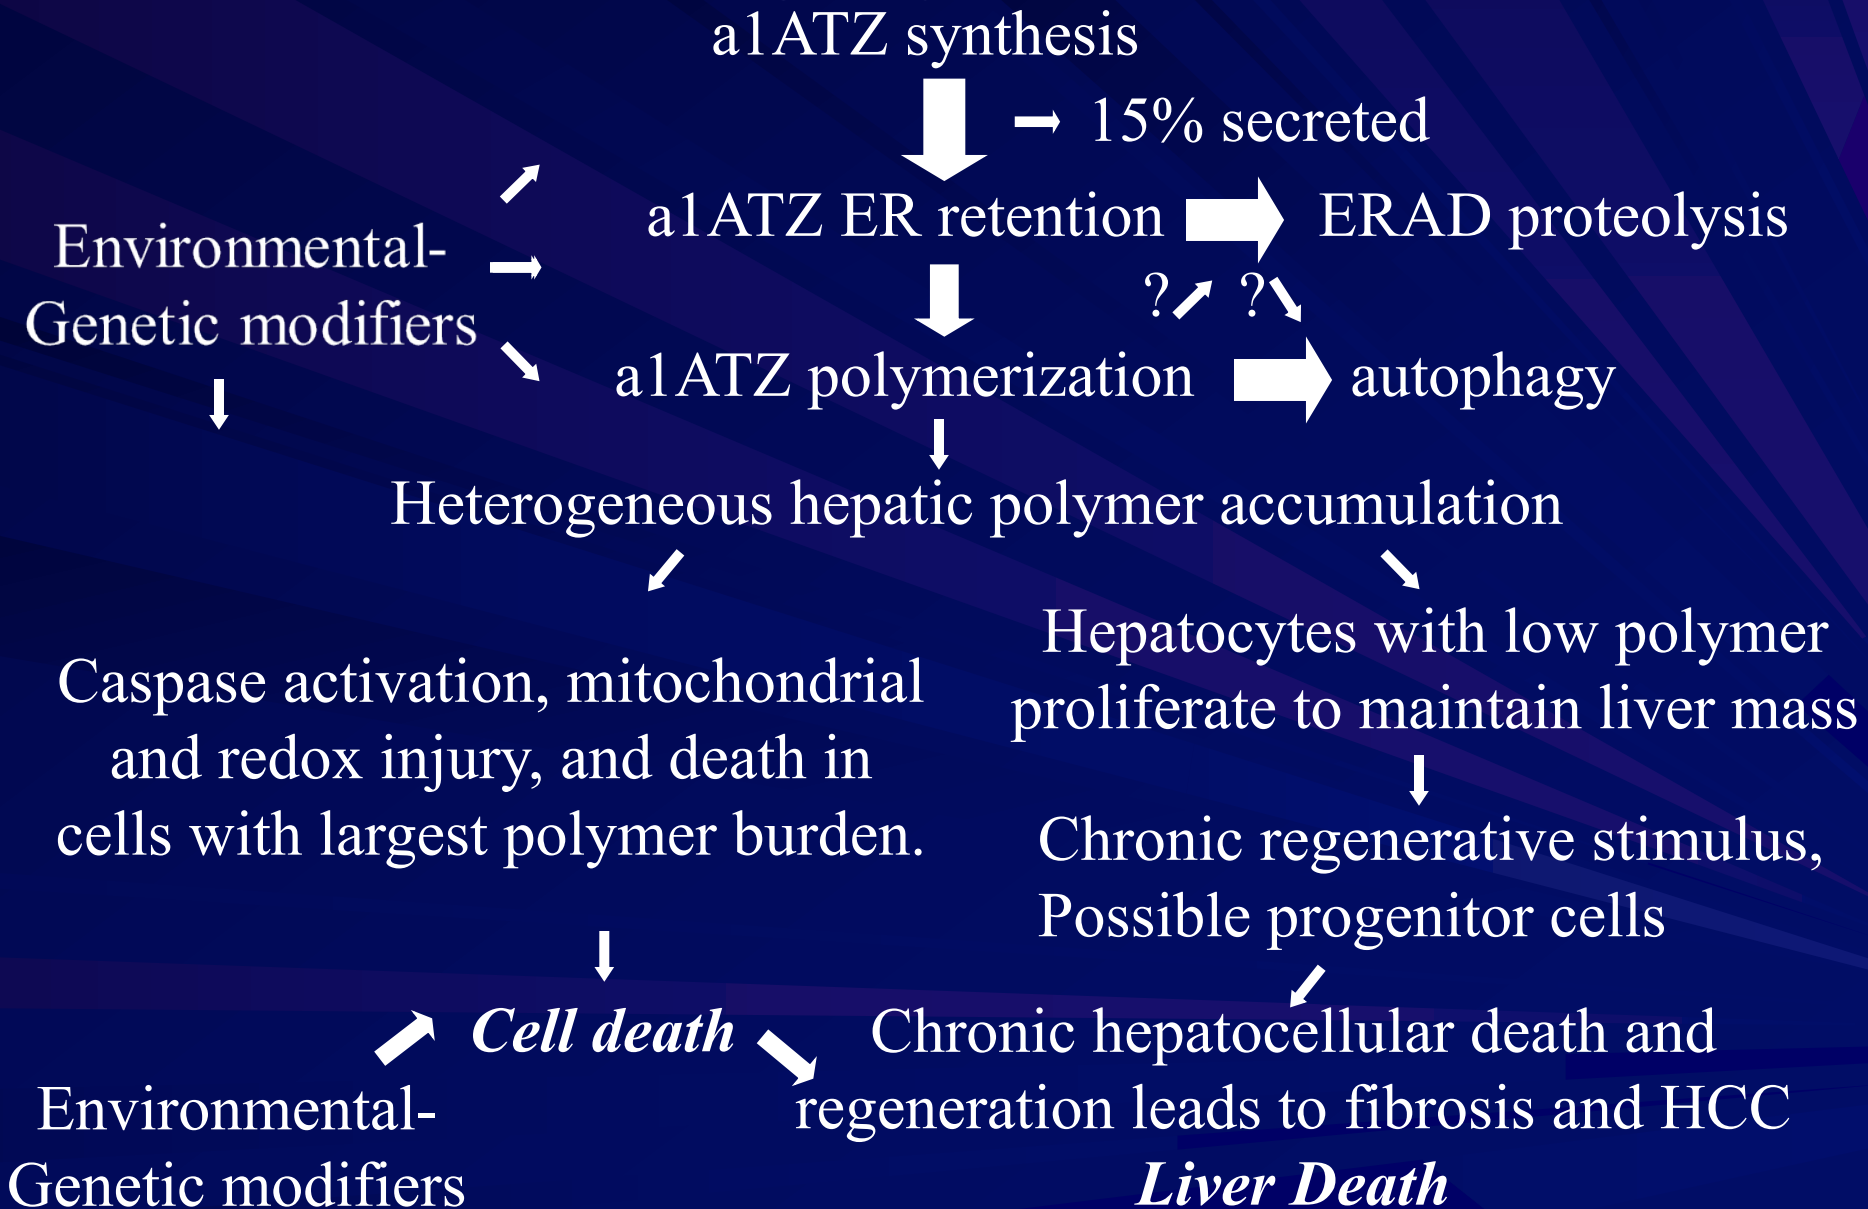 a1ATZ synthesis
15% secreted
a1ATZ ER retention
ERAD proteolysis
Environmental-
Genetic modifiers
? ?
a1ATZ polymerization
autophagy
Heterogeneous hepatic polymer accumulation
Caspase activation, mitochondrial
and redox injury, and death in
cells with largest polymer burden.
Hepatocytes with low polymer
proliferate to maintain liver mass
Chronic regenerative stimulus,
Possible progenitor cells
Cell death
Environmental-
Genetic modifiers
Chronic hepatocellular death and
regeneration leads to fibrosis and HCC
Liver Death